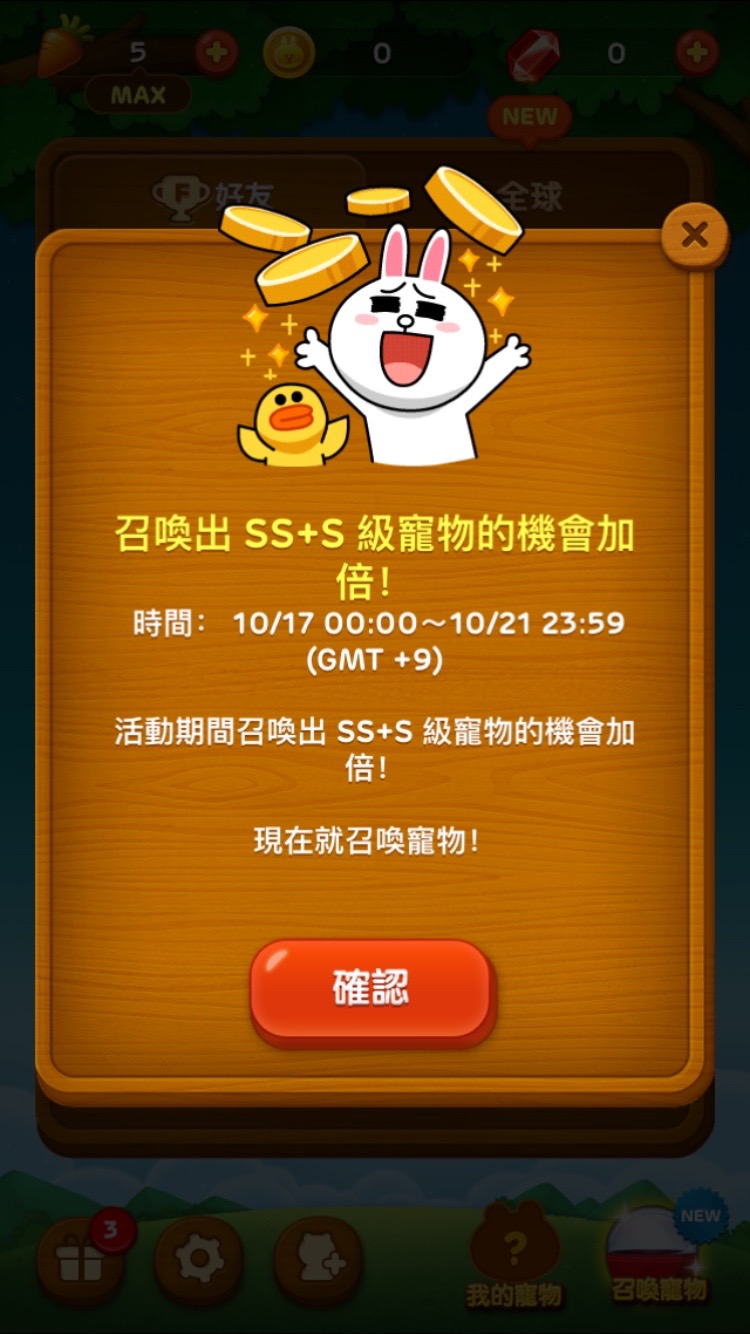 5
0
0
MAX
NEW
F 好友
全球
召喚出 SS+S 級寵物的機會加
倍!
時間: 10/17 00:00~10/21 23:59
(GMT +9)
活動期間召喚出 SS+S 級寵物的機會加
倍!
現在就召喚寵物!
確認
3
?
NEW
我的寵物
召喚寵物